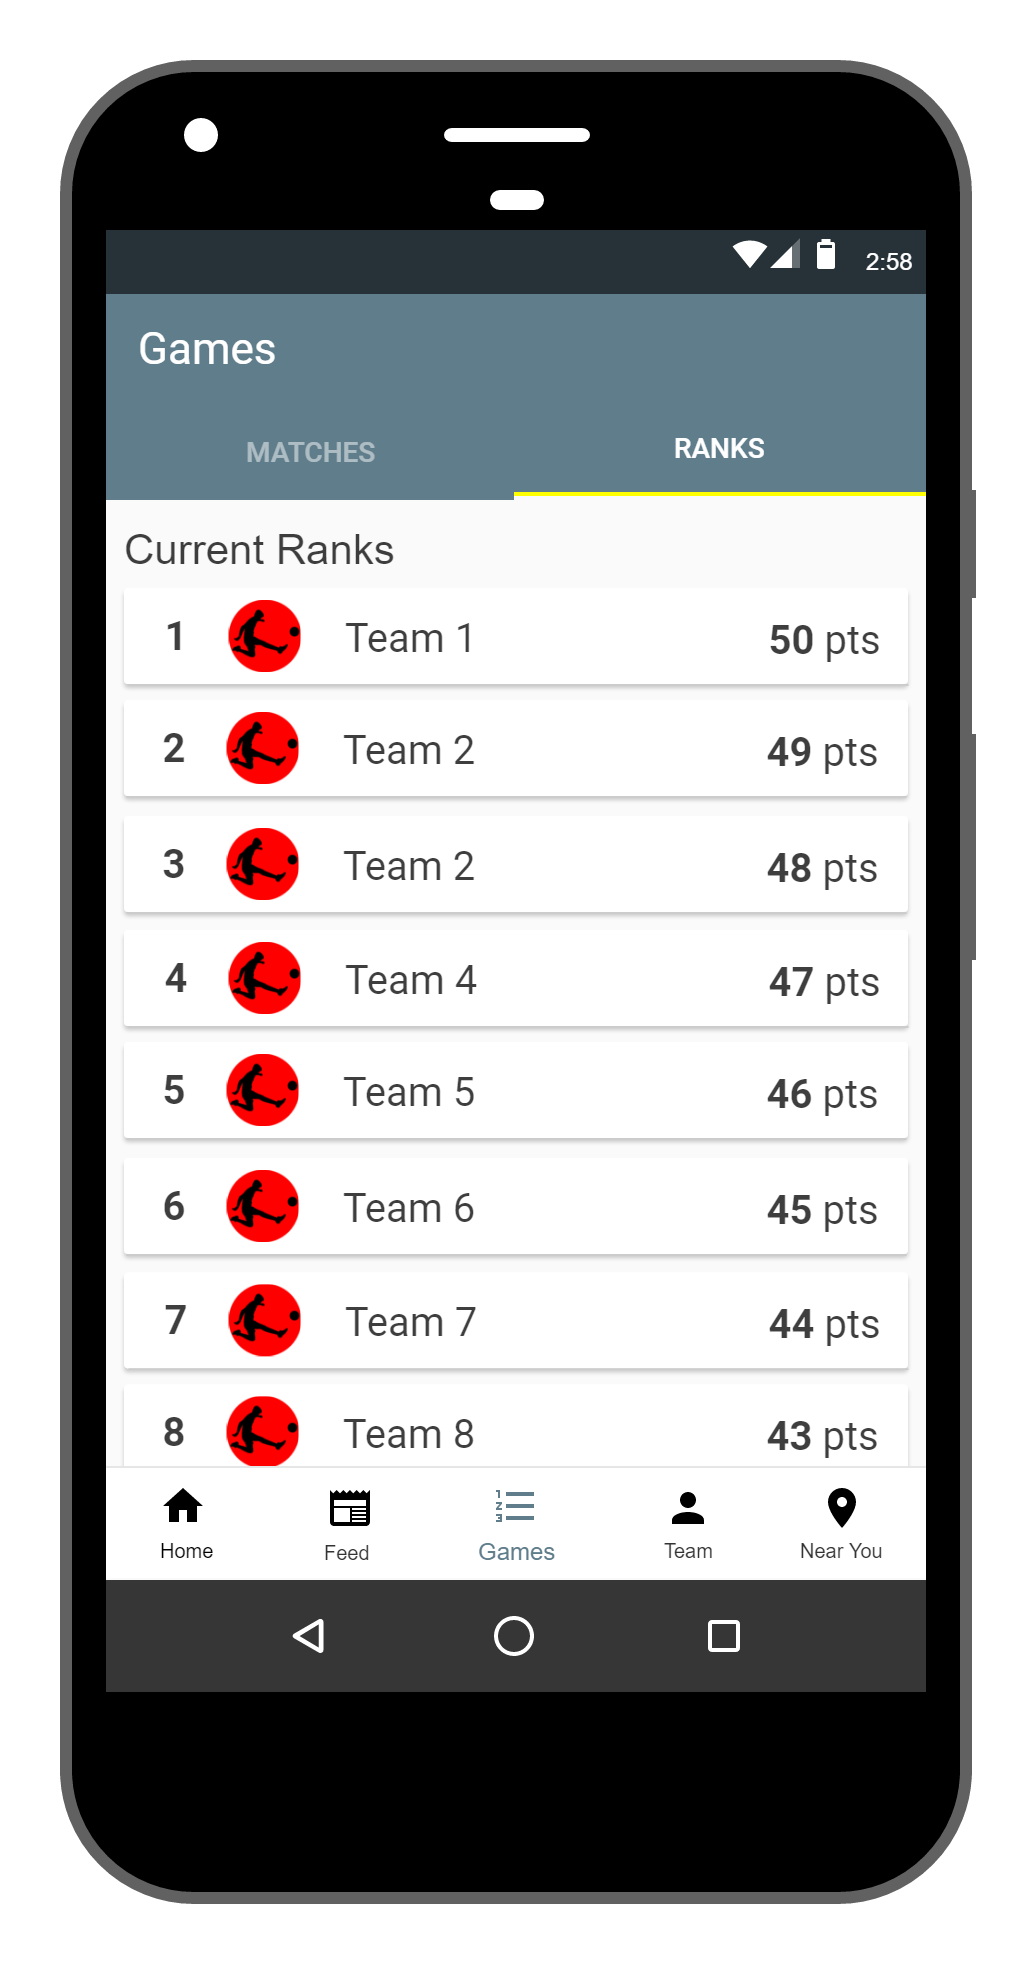 2:58
Games
MATCHES RANKS
Current Ranks
1 Team 1 50 pts
2 Team 2 49 pts
3 Team 2 48 pts
4 Team 4 47 pts
5 Team 5 46 pts
6 Team 6 45 pts
7 Team 7 44 pts
8 Team 8 43 pts
Home Feed Games Team Near You